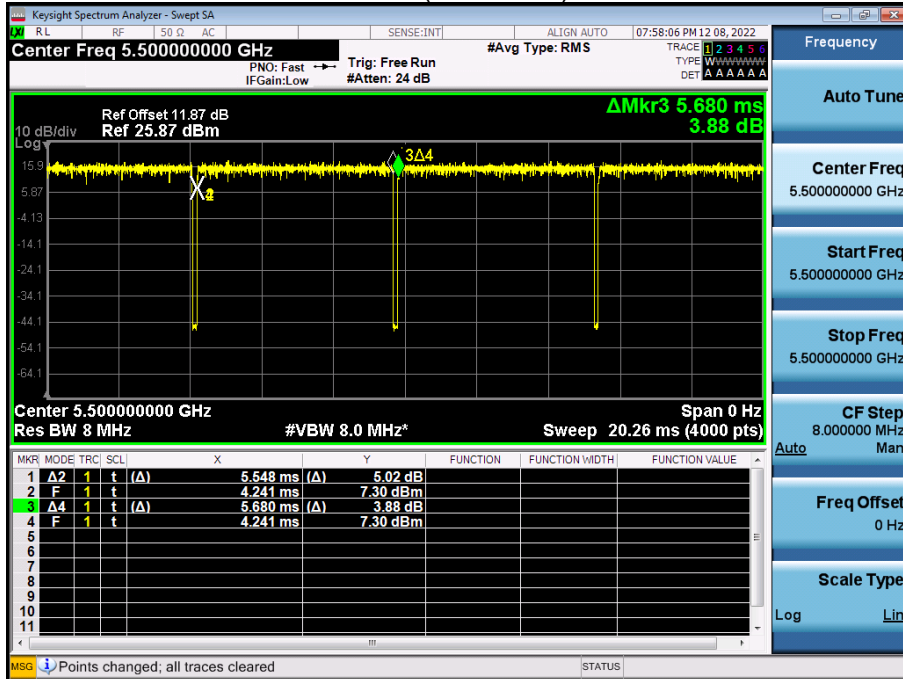 Keysight Spectrum Analyzer - Swept SA
LXI RL RF 50 Ω AC SENSE:INT ALIGN AUTO 07:58:06 PM 12 08, 2022
Center Freq 5.500000000 GHz #Avg Type: RMS TRACE 1 2 3 4 5 6
PNO: Fast Trig: Free Run TYPE WWWWWW
IFGain:Low #Atten: 24 dB DET A A A A A A
Ref Offset 11.87 dB ΔMkr3 5.680 ms
10 dB/div Ref 25.87 dBm 3.88 dB
Log
3Δ4
15.9
5.87
2
-4.13
-14.1
-24.1
-34.1
-44.1
-54.1
-64.1
Center 5.500000000 GHz Span 0 Hz
Res BW 8 MHz #VBW 8.0 MHz* Sweep 20.26 ms (4000 pts)
MKR MODE TRC SCL X Y FUNCTION FUNCTION WIDTH FUNCTION VALUE
1 Δ2 1 t (Δ) 5.548 ms (Δ) 5.02 dB
2 F 1 t 4.241 ms 7.30 dBm
3 Δ4 1 t (Δ) 5.680 ms (Δ) 3.88 dB
4 F 1 t 4.241 ms 7.30 dBm
5
6
7
8
9
10
11
MSG Points changed; all traces cleared STATUS
Frequency
Auto Tune
Center Freq
5.500000000 GHz
Start Freq
5.500000000 GHz
Stop Freq
5.500000000 GHz
CF Step
8.000000 MHz
Auto Man
Freq Offset
0 Hz
Scale Type
Log Lin